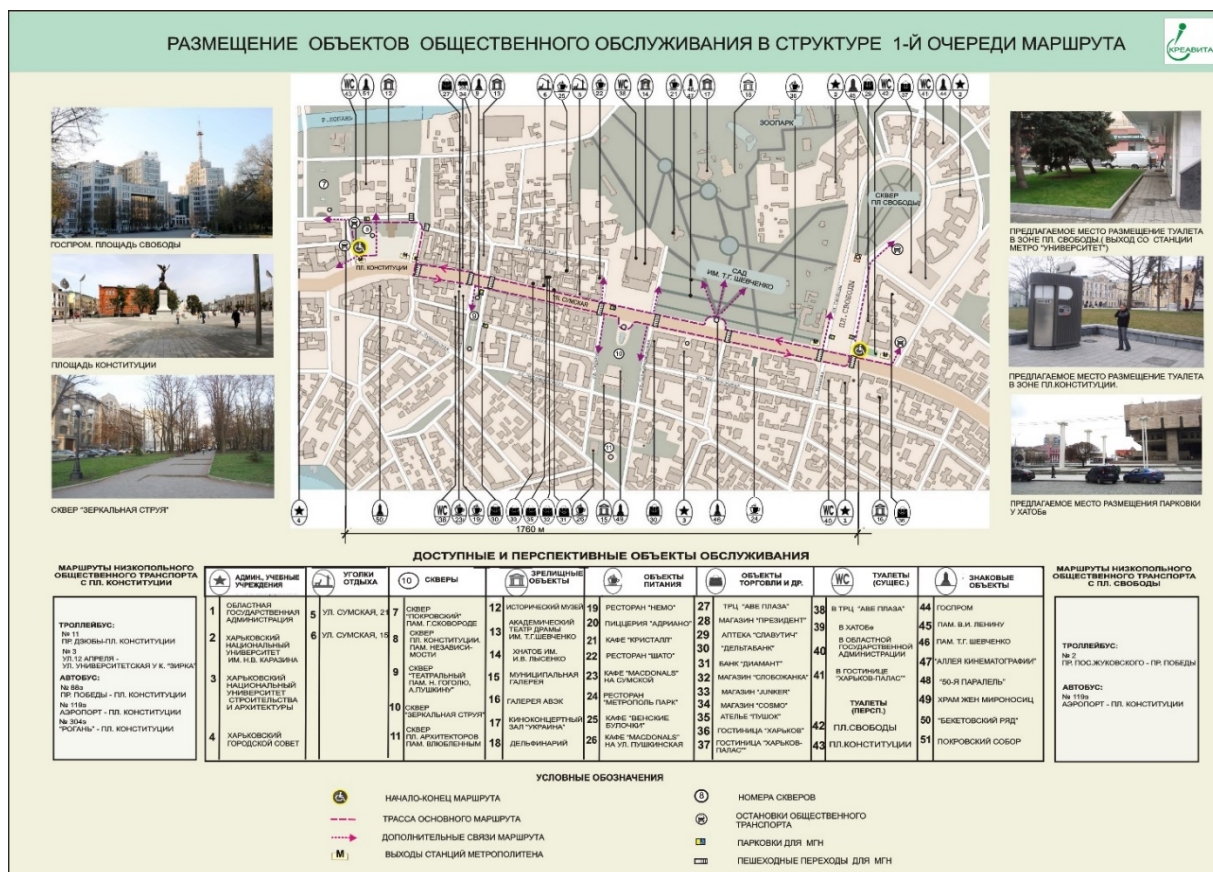 РАЗМЕЩЕНИЕ ОБЪЕКТОВ ОБЩЕСТВЕННОГО ОБСЛУЖИВАНИЯ В СТРУКТУРЕ 1-Й ОЧЕРЕДИ МАРШРУТА
КРЕАВИТА
ГОСПРОМ. ПЛОЩАДЬ СВОБОДЫ
ПЛОЩАДЬ КОНСТИТУЦИИ
СКВЕР "ЗЕРКАЛЬНАЯ СТРУЯ"
Р.ЛОПАНЬ
ЗООПАРК
СКВЕР
ПЛ СВОБОДЫ
САД
ИМ. Т.Г. ШЕВЧЕНКО
ПЛ. КОНСТИТУЦИИ
УЛ. СУМСКАЯ
ПЛ.СВОБОДЫ
1760 м
ПРЕДЛАГАЕМОЕ МЕСТО РАЗМЕЩЕНИЕ ТУАЛЕТА
В ЗОНЕ ПЛ. СВОБОДЫ.( ВЫХОД СО СТАНЦИИ
МЕТРО "УНИВЕРСИТЕТ")
ПРЕДЛАГАЕМОЕ МЕСТО РАЗМЕЩЕНИЕ ТУАЛЕТА
В ЗОНЕ ПЛ.КОНСТИТУЦИИ.
ПРЕДЛАГАЕМОЕ МЕСТО РАЗМЕЩЕНИЯ ПАРКОВКИ
У ХАТОБа
ДОСТУПНЫЕ И ПЕРСПЕКТИВНЫЕ ОБЪЕКТЫ ОБСЛУЖИВАНИЯ
МАРШРУТЫ НИЗКОПОЛЬНОГО
ОБЩЕСТВЕННОГО ТРАНСПОРТА
С ПЛ. КОНСТИТУЦИИ
ТРОЛЛЕЙБУС:
№ 11
ПР. ДЗЮБЫ-ПЛ. КОНСТИТУЦИИ
№ 3
УЛ.12 АПРЕЛЯ -
УЛ. УНИВЕРСИТЕТСКАЯ У К. "ЗИРКА"
АВТОБУС:
№ 88э
ПР. ПОБЕДЫ - ПЛ. КОНСТИТУЦИИ
№ 119э
АЭРОПОРТ - ПЛ. КОНСТИТУЦИИ
№ 304э
"РОГАНЬ" - ПЛ. КОНСТИТУЦИИ
АДМИН., УЧЕБНЫЕ
УЧРЕЖДЕНИЯ
1 ОБЛАСТНАЯ
ГОСУДАРСТВЕННАЯ
АДМИНИСТРАЦИЯ
2 ХАРЬКОВСКИЙ
НАЦИОНАЛЬНЫЙ
УНИВЕРСИТЕТ
ИМ. Н.В. КАРАЗИНА
3 ХАРЬКОВСКИЙ
НАЦИОНАЛЬНЫЙ
УНИВЕРСИТЕТ
СТРОИТЕЛЬСТВА
И АРХИТЕКТУРЫ
4 ХАРЬКОВСКИЙ
ГОРОДСКОЙ СОВЕТ
УГОЛКИ
ОТДЫХА
5 УЛ. СУМСКАЯ, 21
6 УЛ. СУМСКАЯ, 15
10 СКВЕРЫ
7 СКВЕР
"ПОКРОВСКИЙ"
ПАМ. Г.СКОВОРОДЕ
8 СКВЕР
ПЛ. КОНСТИТУЦИИ.
ПАМ. НЕЗАВИСИ-
МОСТИ
9 СКВЕР
"ТЕАТРАЛЬНЫЙ
ПАМ. Н. ГОГОЛЮ,
А.ПУШКИНУ"
10 СКВЕР
"ЗЕРКАЛЬНАЯ СТРУЯ"
11 СКВЕР
ПЛ. АРХИТЕКТОРОВ
ПАМ. ВЛЮБЛЕННЫМ
ЗРЕЛИЩНЫЕ
ОБЪЕКТЫ
12 ИСТОРИЧЕСКИЙ МУЗЕЙ
13 АКАДЕМИЧЕСКИЙ
ТЕАТР ДРАМЫ
ИМ. Т.Г.ШЕВЧЕНКО
14 ХНАТОБ ИМ.
И.В. ЛЫСЕНКО
15 МУНИЦИПАЛЬНАЯ
ГАЛЕРЕЯ
16 ГАЛЕРЕЯ АВЭК
17 КИНОКОНЦЕРТНЫЙ
ЗАЛ "УКРАИНА"
18 ДЕЛЬФИНАРИЙ
ОБЪЕКТЫ
ПИТАНИЯ
19 РЕСТОРАН "НЕМО"
20 ПИЦЦЕРИЯ "АДРИАНО"
21 КАФЕ "КРИСТАЛЛ"
22 РЕСТОРАН "ШАТО"
23 КАФЕ "MACDONALS"
НА СУМСКОЙ
24 РЕСТОРАН
"МЕТРОПОЛЬ ПАРК"
25 КАФЕ "ВЕНСКИЕ
БУЛОЧКИ"
26 КАФЕ "MACDONALS"
НА УЛ. ПУШКИНСКАЯ
ОБЪЕКТЫ
ТОРГОВЛИ И ДР.
27 ТРЦ "АВЕ ПЛАЗА"
28 МАГАЗИН "ПРЕЗИДЕНТ"
29 АПТЕКА "СЛАВУТИЧ"
30 "ДЕЛЬТАБАНК"
31 БАНК "ДИАМАНТ"
32 МАГАЗИН "СЛОБОЖАНКА"
33 МАГАЗИН "JUNKER"
34 МАГАЗИН "COSMO"
35 АТЕЛЬЕ "ПУШОК"
36 ГОСТИНИЦА "ХАРЬКОВ"
37 ГОСТИНИЦА "ХАРЬКОВ-
ПАЛАС""
WC ТУАЛЕТЫ
(СУЩЕС.)
38 В ТРЦ "АВЕ ПЛАЗА"
39 В ХАТОБе
40 В ОБЛАСТНОЙ
ГОСУДАРСТВЕННОЙ
АДМИНИСТРАЦИИ
41 В ГОСТИНИЦЕ
"ХАРЬКОВ-ПАЛАС""
ТУАЛЕТЫ
(ПЕРСП.)
42 ПЛ.СВОБОДЫ
43 ПЛ.КОНСТИТУЦИИ
ЗНАКОВЫЕ
ОБЪЕКТЫ
44 ГОСПРОМ
45 ПАМ. В.И. ЛЕНИНУ
46 ПАМ. Т.Г. ШЕВЧЕНКО
47 "АЛЛЕЯ КИНЕМАТОГРАФИИ"
48 "50-Я ПАРАЛЕЛЬ"
49 ХРАМ ЖЕН МИРОНОСИЦ
50 "БЕКЕТОВСКИЙ РЯД"
51 ПОКРОВСКИЙ СОБОР
МАРШРУТЫ НИЗКОПОЛЬНОГО
ОБЩЕСТВЕННОГО ТРАНСПОРТА
С ПЛ. СВОБОДЫ
ТРОЛЛЕЙБУС:
№ 2
ПР. ПОС.ЖУКОВСКОГО - ПР. ПОБЕДЫ
АВТОБУС:
№ 119э
АЭРОПОРТ - ПЛ. КОНСТИТУЦИИ
УСЛОВНЫЕ ОБОЗНАЧЕНИЯ
НАЧАЛО-КОНЕЦ МАРШРУТА
ТРАССА ОСНОВНОГО МАРШРУТА
ДОПОЛНИТЕЛЬНЫЕ СВЯЗИ МАРШРУТА
М ВЫХОДЫ СТАНЦИЙ МЕТРОПОЛИТЕНА
8 НОМЕРА СКВЕРОВ
ОСТАНОВКИ ОБЩЕСТВЕННОГО
ТРАНСПОРТА
ПАРКОВКИ ДЛЯ МГН
ПЕШЕХОДНЫЕ ПЕРЕХОДЫ ДЛЯ МГН